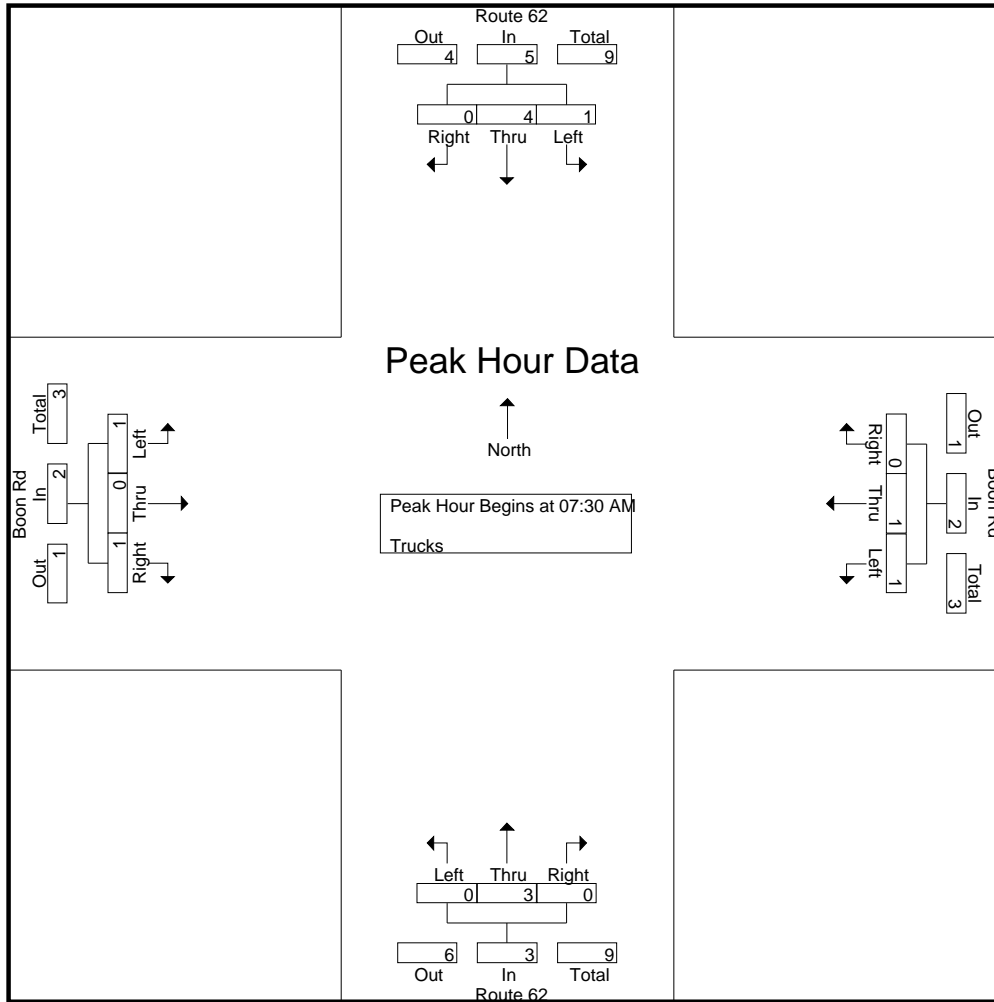 Route 62
Out In Total
4 5 9
0 4 1
Right Thru Left
Peak Hour Data
North
Peak Hour Begins at 07:30 AM
Trucks
Boon Rd
Total In Out
3 2 1
1 0 1
Left Thru Right
Boon Rd
Out In Total
1 2 3
0 1 1
Right Thru Left
Left Thru Right
0 3 0
6 3 9
Out In Total
Route 62